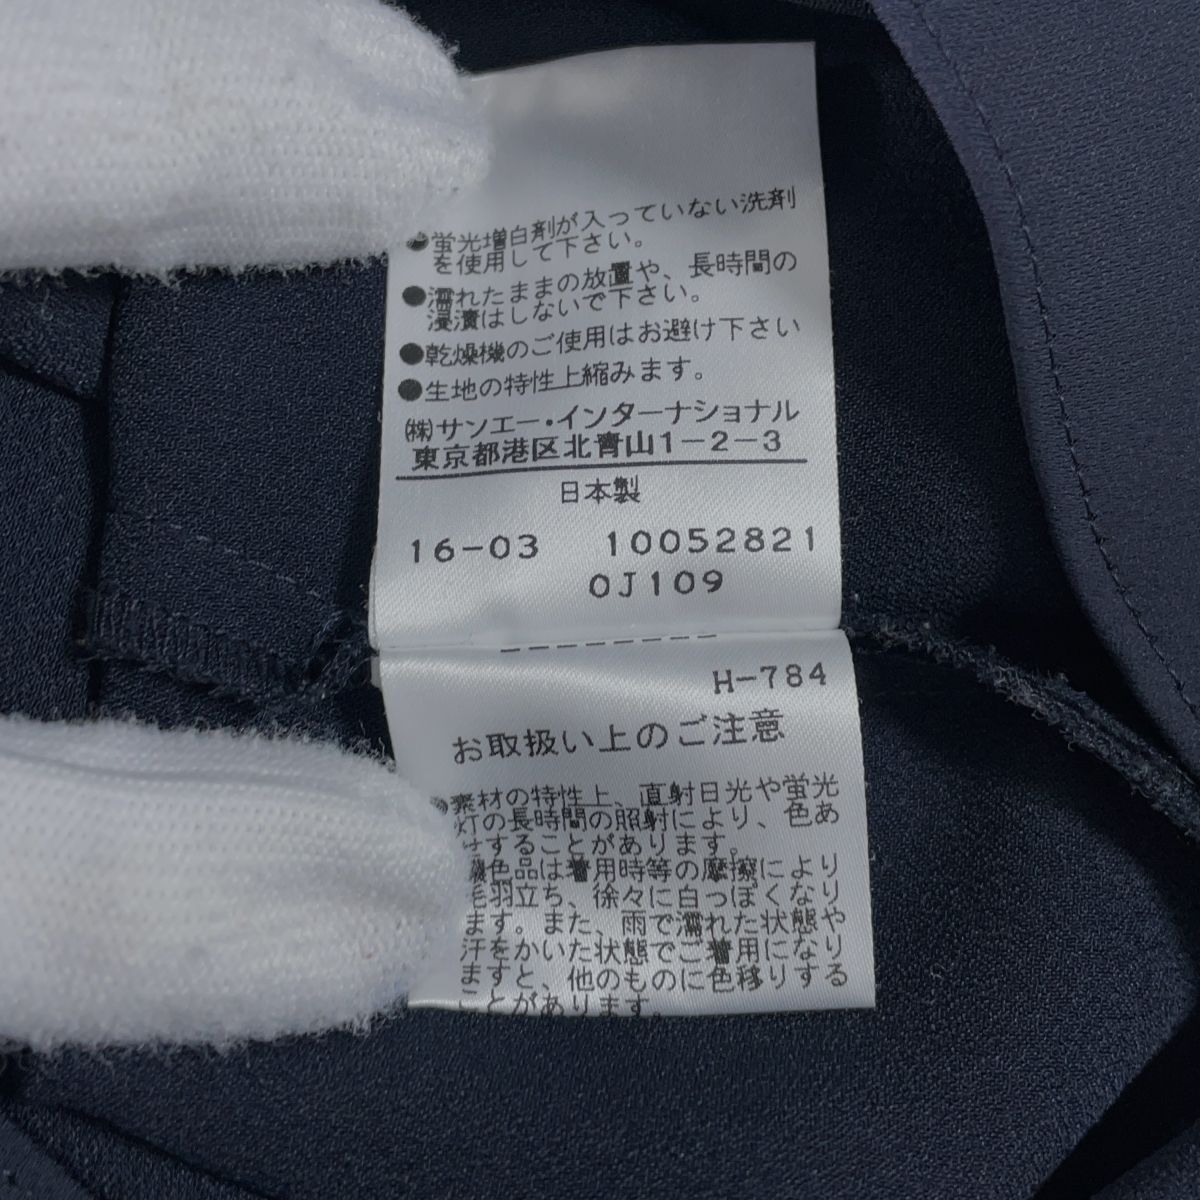 ●蛍光増白剤が入っていない洗剤
を使用して下さい。
●濡れたままの放置や、長時間の
浸漬はしないで下さい。
●乾燥機のご使用はお避け下さい
●生地の特性上縮みます。
㈱サンエー・インターナショナル
東京都港区北青山1-2-3
日本製
16-03 10052821
0J109
H-784
お取扱い上のご注意
●素材の特性上、直射日光や蛍光
灯の長時間の照射により、色あ
せすることがあります。
色品は着用時等の摩擦により
毛羽立ち、徐々に白っぽくなり
ます。また、雨で濡れた状態や
汗をかいた状態でご着用になり
ますと、他のものに色移りする
ことがあります。